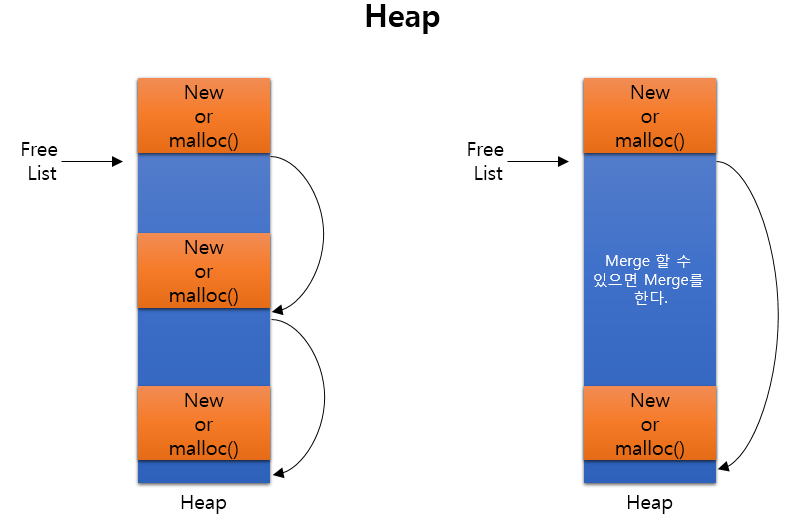 Heap
New
or
malloc()
Free
List
New
or
malloc()
New
or
malloc()
Heap
New
or
malloc()
Free
List
Merge 할 수
있으면 Merge를
한다.
New
or
malloc()
Heap